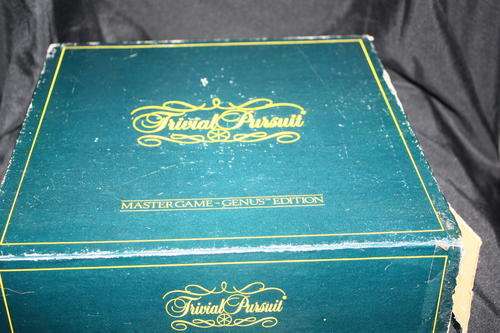 Trivial Pursuit
MASTER GAME - GENUS™ EDITION
Trivial Pursuit